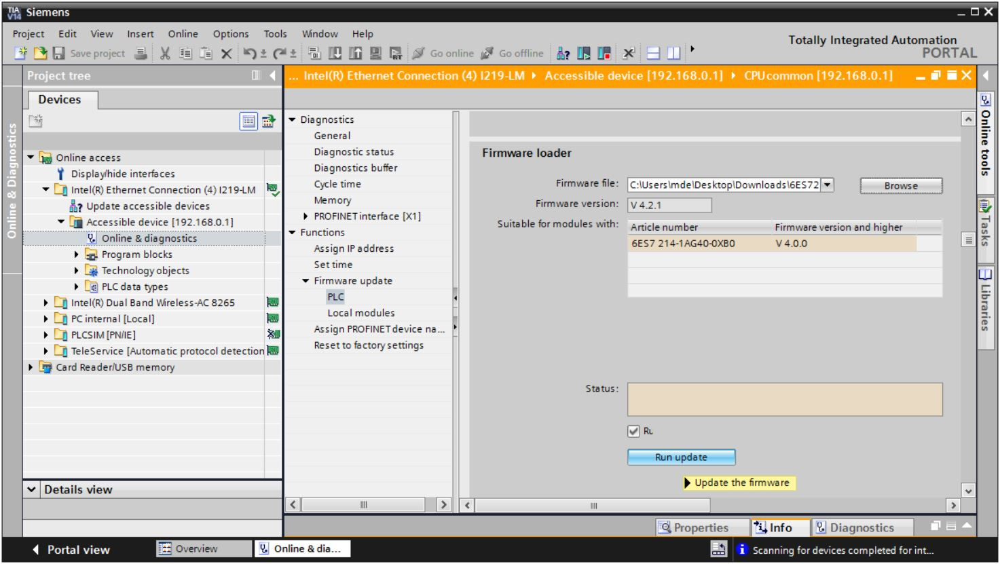 TIA
V14
Siemens
Project Edit View Insert Online Options Tools Window Help
Totally Integrated Automation
PORTAL
Save project
Go online
Go offline
Project tree
... Intel(R) Ethernet Connection (4) I219-LM Accessible device [192.168.0.1] CPUcommon [192.168.0.1]
Devices
Online & Diagnostics
Online access
Display/hide interfaces
Intel(R) Ethernet Connection (4) I219-LM
Update accessible devices
Accessible device [192.168.0.1]
Online & diagnostics
Program blocks
Technology objects
PLC data types
Intel(R) Dual Band Wireless-AC 8265
PC internal [Local]
PLCSIM [PN/IE]
TeleService [Automatic protocol detection
Card Reader/USB memory
Details view
Diagnostics
General
Diagnostic status
Diagnostics buffer
Cycle time
Memory
PROFINET interface [X1]
Functions
Assign IP address
Set time
Firmware update
PLC
Local modules
Assign PROFINET device na...
Reset to factory settings
Firmware loader
Firmware file: C:\Users\mde\Desktop\Downloads\6ES72 Browse
Firmware version: V 4.2.1
Suitable for modules with: Article number Firmware version and higher
6ES7 214-1AG40-0XB0 V 4.0.0
Status:
Ru
Run update
Update the firmware
Online tools
Tasks
Libraries
Properties Info Diagnostics
Portal view Overview Online & dia... Scanning for devices completed for int...